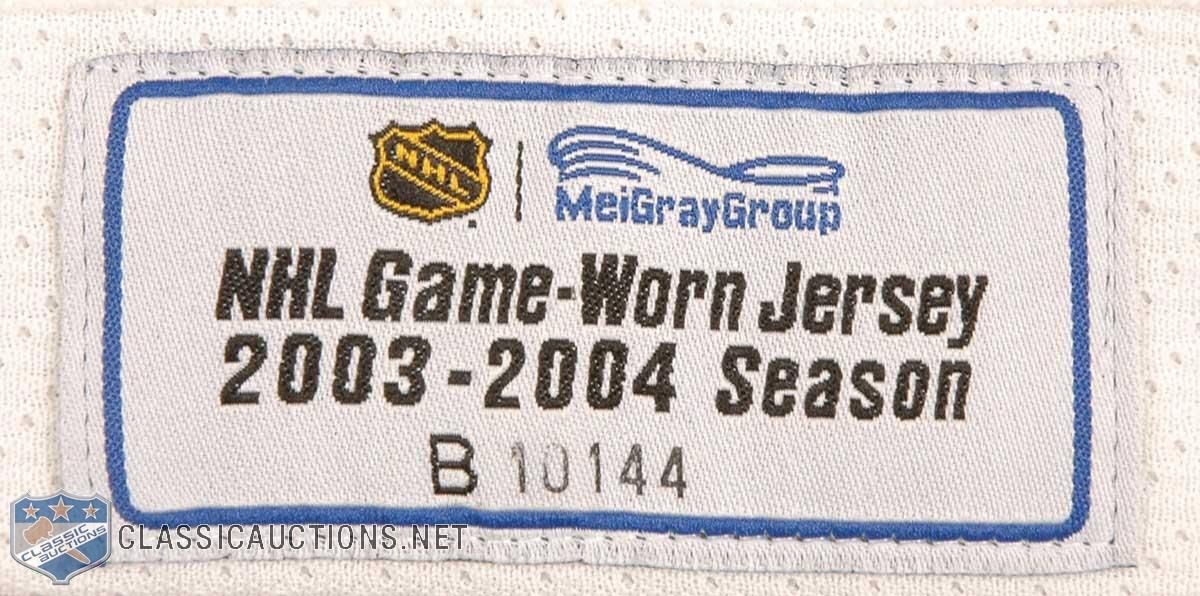 NHL
MeiGrayGroup
NHL Game-Worn Jersey
2003-2004 Season
B 10144
CLASSIC AUCTIONS
CLASSICAUCTIONS.NET